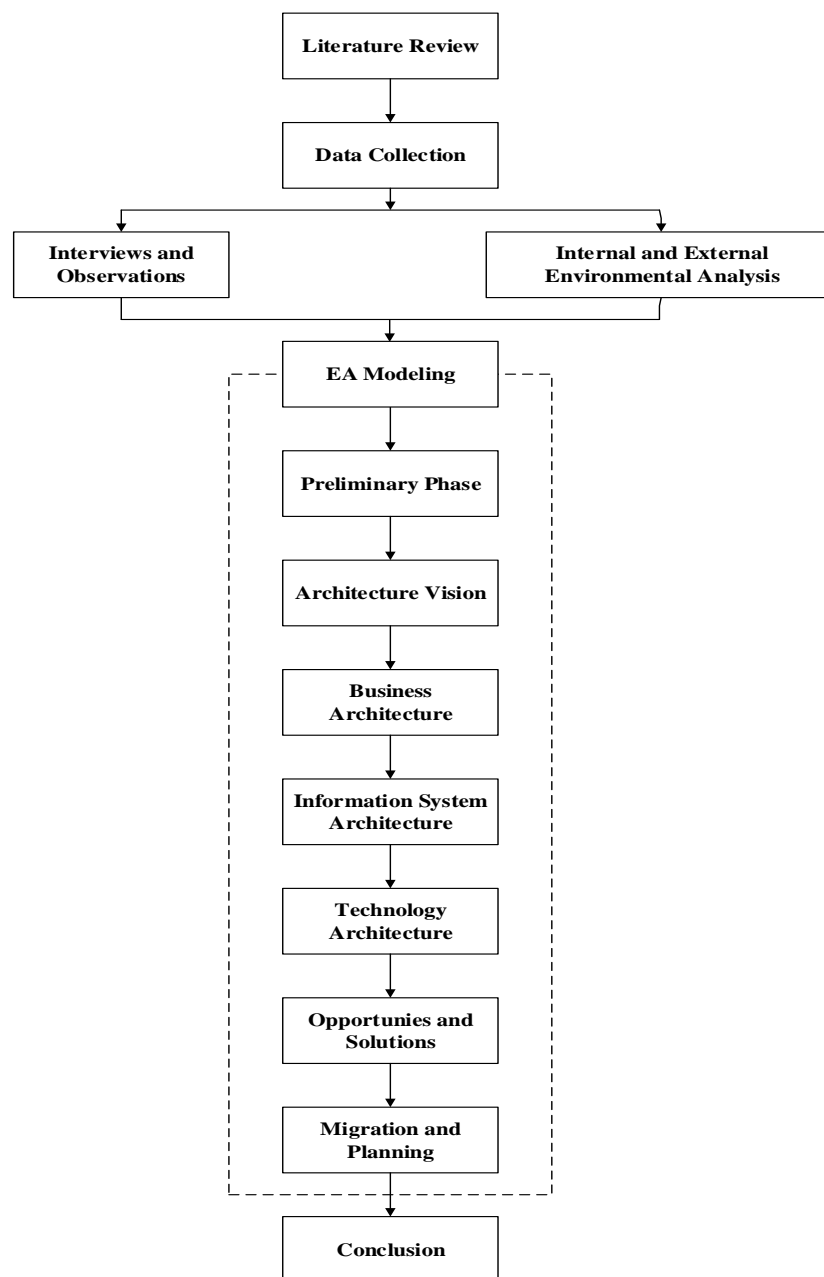 Literature Review
Data Collection
Interviews and
Observations
Internal and External
Environmental Analysis
EA Modeling
Preliminary Phase
Architecture Vision
Business
Architecture
Information System
Architecture
Technology
Architecture
Opportunies and
Solutions
Migration and
Planning
Conclusion